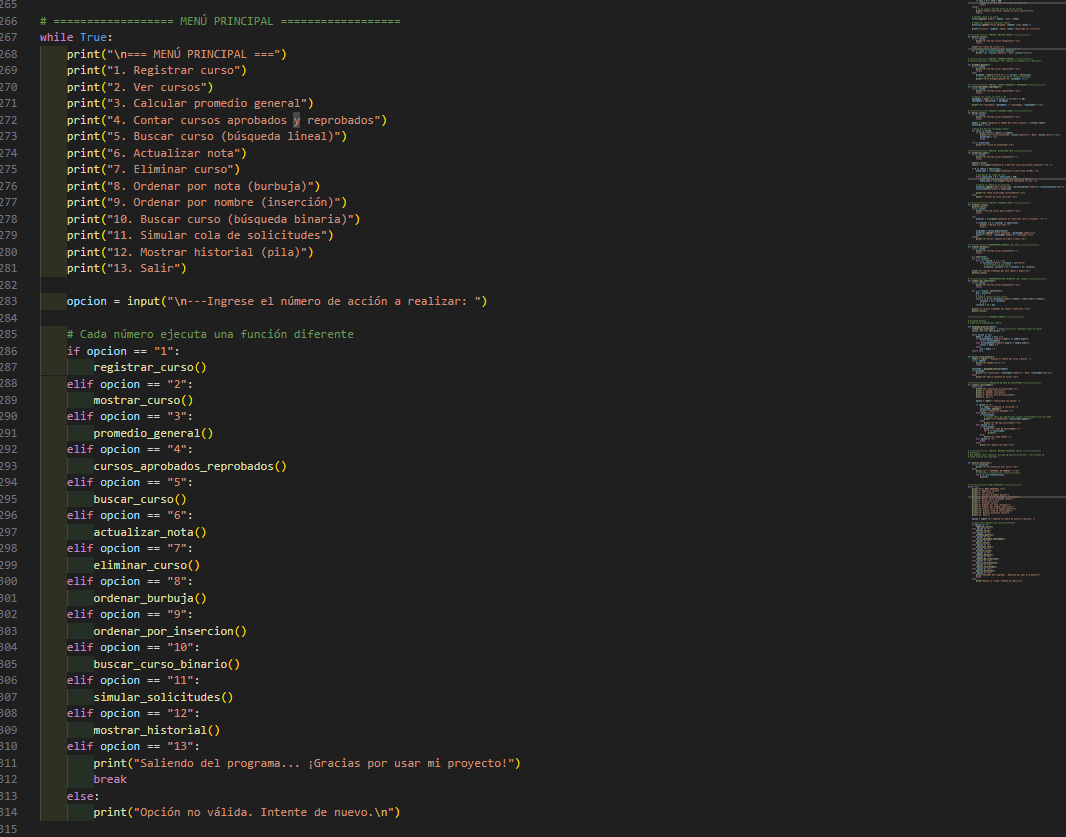 265
266 # ================== MENÚ PRINCIPAL ==================
267 while True:
268     print("\n=== MENÚ PRINCIPAL ===")
269     print("1. Registrar curso")
270     print("2. Ver cursos")
271     print("3. Calcular promedio general")
272     print("4. Contar cursos aprobados y reprobados")
273     print("5. Buscar curso (búsqueda lineal)")
274     print("6. Actualizar nota")
275     print("7. Eliminar curso")
276     print("8. Ordenar por nota (burbuja)")
277     print("9. Ordenar por nombre (inserción)")
278     print("10. Buscar curso (búsqueda binaria)")
279     print("11. Simular cola de solicitudes")
280     print("12. Mostrar historial (pila)")
281     print("13. Salir")
282
283     opcion = input("\n---Ingrese el número de acción a realizar: ")
284
285     # Cada número ejecuta una función diferente
286     if opcion == "1":
287         registrar_curso()
288     elif opcion == "2":
289         mostrar_curso()
290     elif opcion == "3":
291         promedio_general()
292     elif opcion == "4":
293         cursos_aprobados_reprobados()
294     elif opcion == "5":
295         buscar_curso()
296     elif opcion == "6":
297         actualizar_nota()
298     elif opcion == "7":
299         eliminar_curso()
300     elif opcion == "8":
301         ordenar_burbuja()
302     elif opcion == "9":
303         ordenar_por_insercion()
304     elif opcion == "10":
305         buscar_curso_binario()
306     elif opcion == "11":
307         simular_solicitudes()
308     elif opcion == "12":
309         mostrar_historial()
310     elif opcion == "13":
311         print("Saliendo del programa... ¡Gracias por usar mi proyecto!")
312         break
313     else:
314         print("Opción no válida. Intente de nuevo.\n")
315